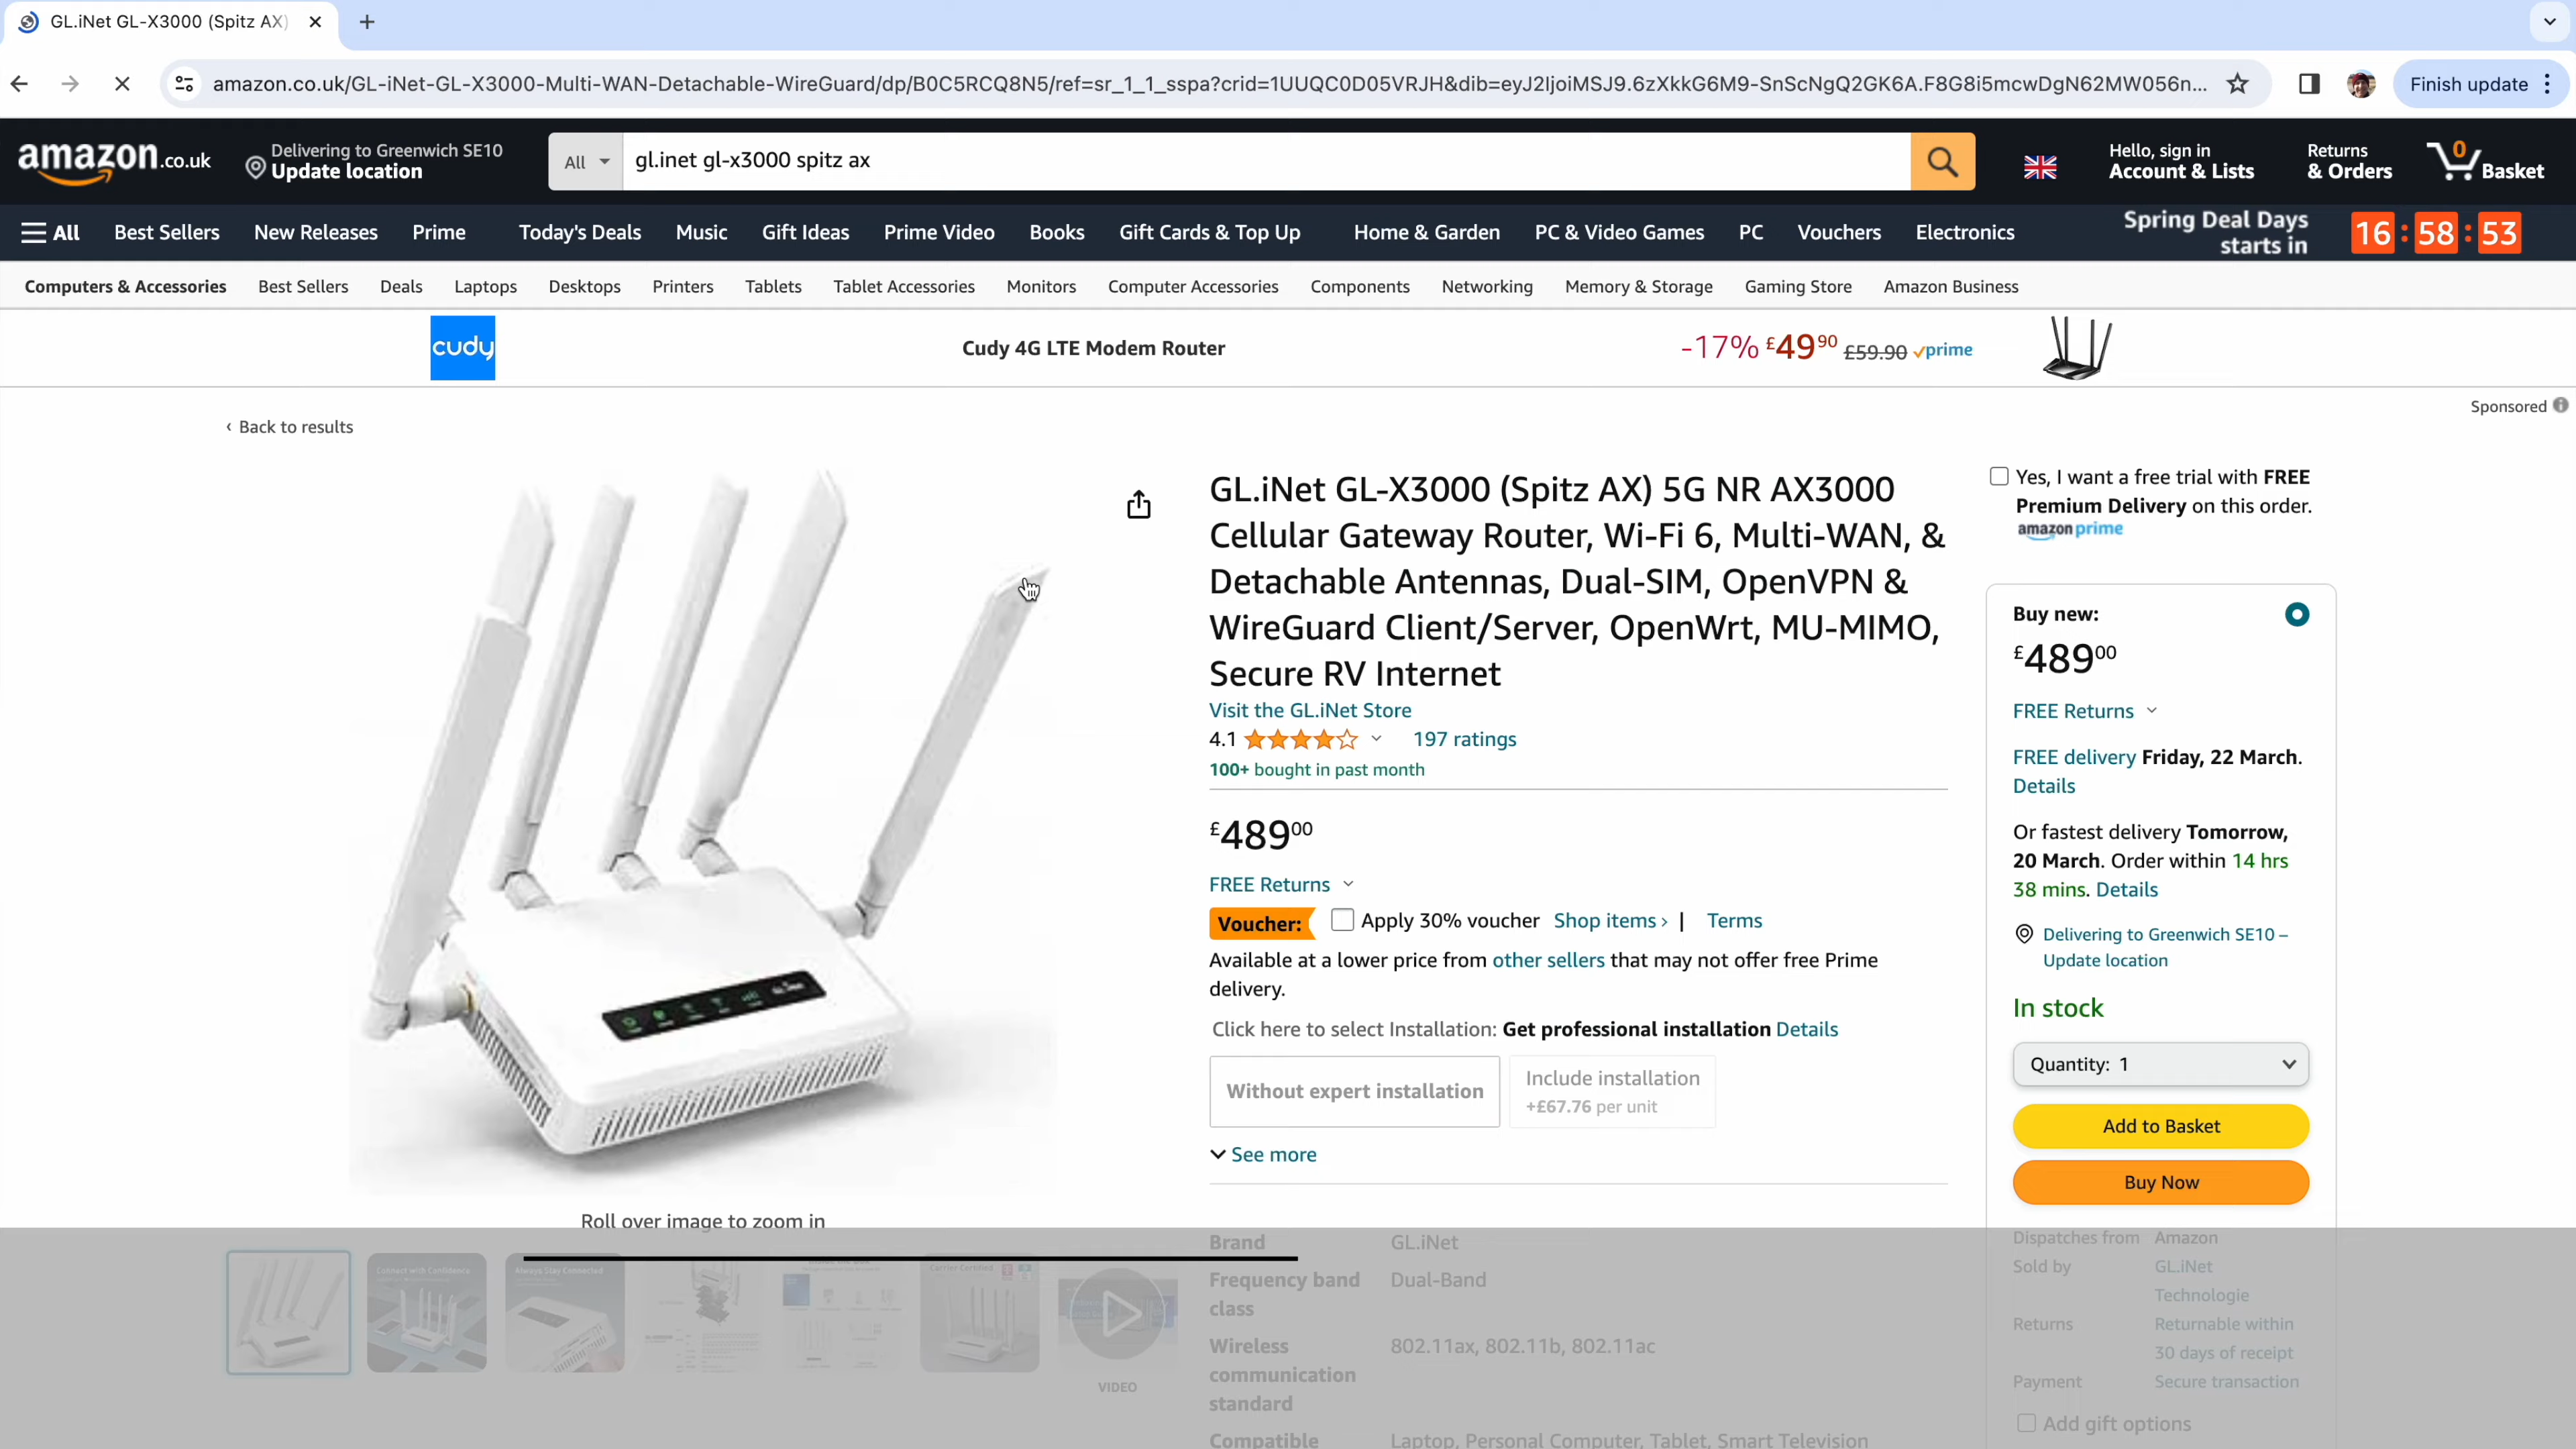 GL.iNet GL-X3000 (Spitz AX)
amazon.co.uk/GL-iNet-GL-X3000-Multi-WAN-Detachable-WireGuard/dp/B0C5RCQ8N5/ref=sr_1_1_sspa?crid=1UUQC0D05VRJH&dib=eyJ2IjoiMSJ9.6zXkkG6M9-SnScNgQ2GK6A.F8G8i5mcwDgN62MW056n...
Finish update
amazon.co.uk
Delivering to Greenwich SE10
Update location
All
gl.inet gl-x3000 spitz ax
Hello, sign in
Account & Lists
Returns
& Orders
0
Basket
All Best Sellers New Releases Prime Today's Deals Music Gift Ideas Prime Video Books Gift Cards & Top Up Home & Garden PC & Video Games PC Vouchers Electronics
Spring Deal Days
starts in
16 : 58 : 53
Computers & Accessories Best Sellers Deals Laptops Desktops Printers Tablets Tablet Accessories Monitors Computer Accessories Components Networking Memory & Storage Gaming Store Amazon Business
cudy
Cudy 4G LTE Modem Router
-17% £49.90 £59.90 prime
Sponsored
‹ Back to results
GL.iNet GL-X3000 (Spitz AX) 5G NR AX3000
Cellular Gateway Router, Wi-Fi 6, Multi-WAN, &
Detachable Antennas, Dual-SIM, OpenVPN &
WireGuard Client/Server, OpenWrt, MU-MIMO,
Secure RV Internet
Visit the GL.iNet Store
4.1 197 ratings
100+ bought in past month
£489.00
FREE Returns
Voucher: Apply 30% voucher Shop items › | Terms
Available at a lower price from other sellers that may not offer free Prime
delivery.
Click here to select Installation: Get professional installation Details
Without expert installation
Include installation
+£67.76 per unit
See more
Roll over image to zoom in
Connect with Confidence
Always Stay Connected
Carrier Certified
VIDEO
Brand GL.iNet
Frequency band
class
Dual-Band
Wireless
communication
standard
802.11ax, 802.11b, 802.11ac
Compatible Laptop, Personal Computer, Tablet, Smart Television
Yes, I want a free trial with FREE
Premium Delivery on this order.
amazon prime
Buy new:
£489.00
FREE Returns
FREE delivery Friday, 22 March.
Details
Or fastest delivery Tomorrow,
20 March. Order within 14 hrs
38 mins. Details
Delivering to Greenwich SE10 –
Update location
In stock
Quantity: 1
Add to Basket
Buy Now
Dispatches from Amazon
Sold by GL.iNet
Technologie
Returns Returnable within
30 days of receipt
Payment Secure transaction
Add gift options